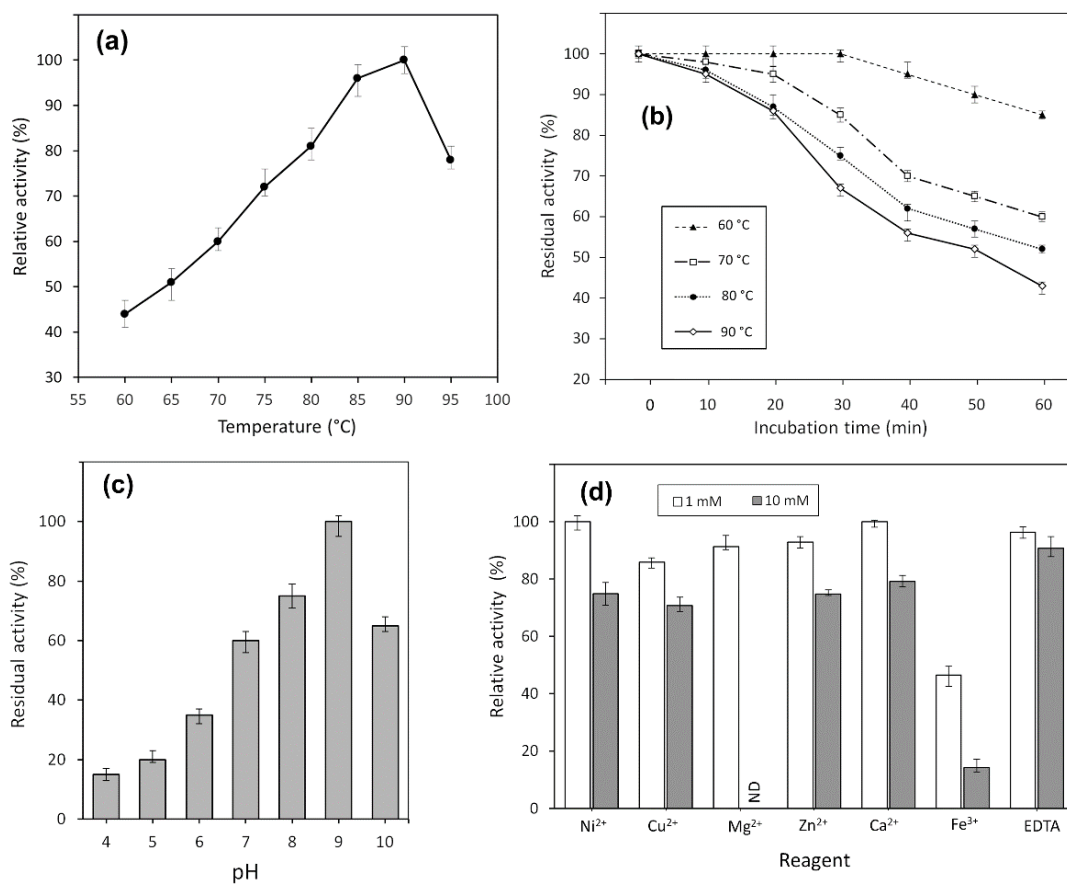 (a)
100
90
80
70
60
50
40
30
Relative activity (%)
55 60 65 70 75 80 85 90 95 100
Temperature (°C)
(b)
100
90
80
70
60
50
40
30
20
Residual activity (%)
60 °C
70 °C
80 °C
90 °C
0 10 20 30 40 50 60
Incubation time (min)
(c)
100
80
60
40
20
0
Residual activity (%)
4 5 6 7 8 9 10
pH
(d)
1 mM 10 mM
100
80
60
40
20
0
Relative activity (%)
ND
Ni²⁺ Cu²⁺ Mg²⁺ Zn²⁺ Ca²⁺ Fe³⁺ EDTA
Reagent